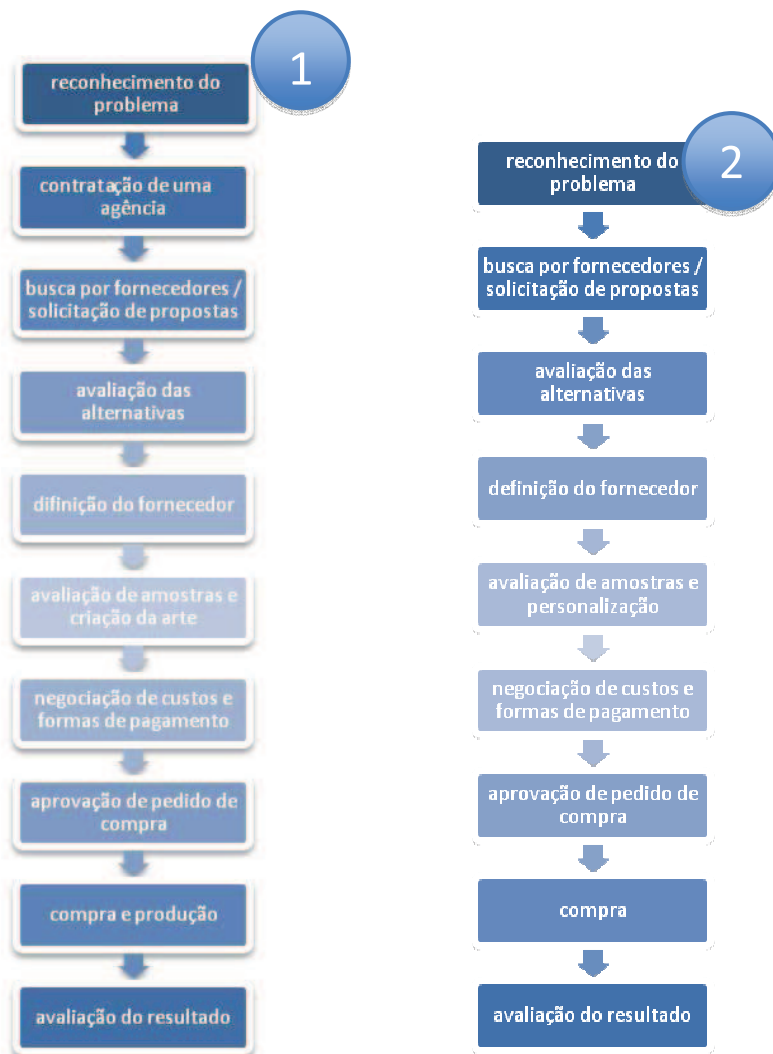 1
reconhecimento do
problema
contratação de uma
agência
busca por fornecedores /
solicitação de propostas
avaliação das
alternativas
difinição do fornecedor
avaliação de amostras e
criação da arte
negociação de custos e
formas de pagamento
aprovação de pedido de
compra
compra e produção
avaliação do resultado
2
reconhecimento do
problema
busca por fornecedores /
solicitação de propostas
avaliação das
alternativas
definição do fornecedor
avaliação de amostras e
personalização
negociação de custos e
formas de pagamento
aprovação de pedido de
compra
compra
avaliação do resultado